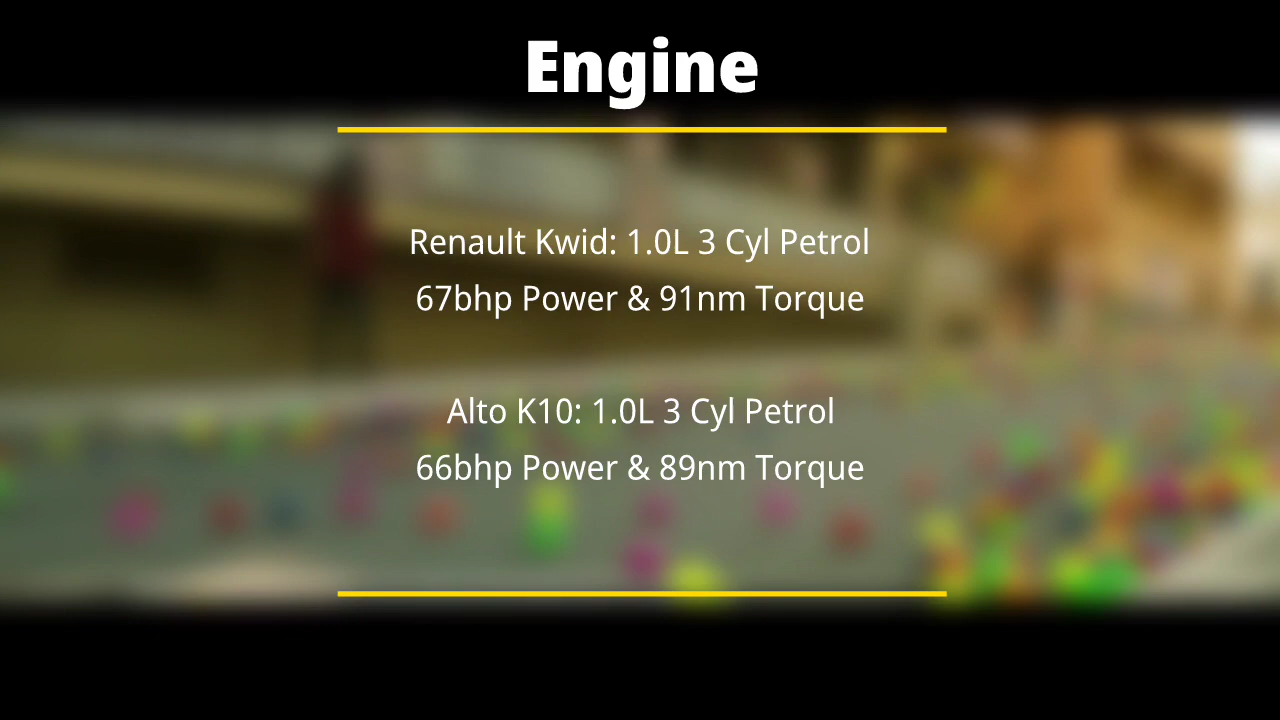 Engine
Renault Kwid: 1.0L 3 Cyl Petrol
67bhp Power & 91nm Torque
Alto K10: 1.0L 3 Cyl Petrol
66bhp Power & 89nm Torque